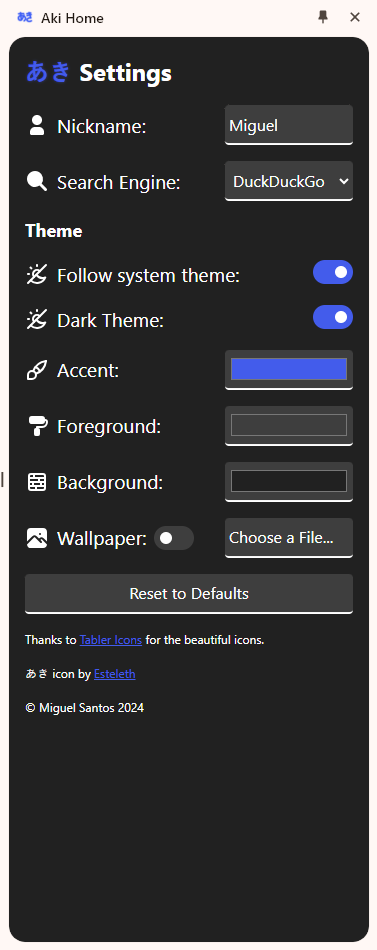 あき Aki Home
あき Settings
Nickname: Miguel
Search Engine: DuckDuckGo
Theme
Follow system theme:
Dark Theme:
Accent:
Foreground:
Background:
Wallpaper: Choose a File...
Reset to Defaults
Thanks to Tabler Icons for the beautiful icons.
あき icon by Esteleth
© Miguel Santos 2024